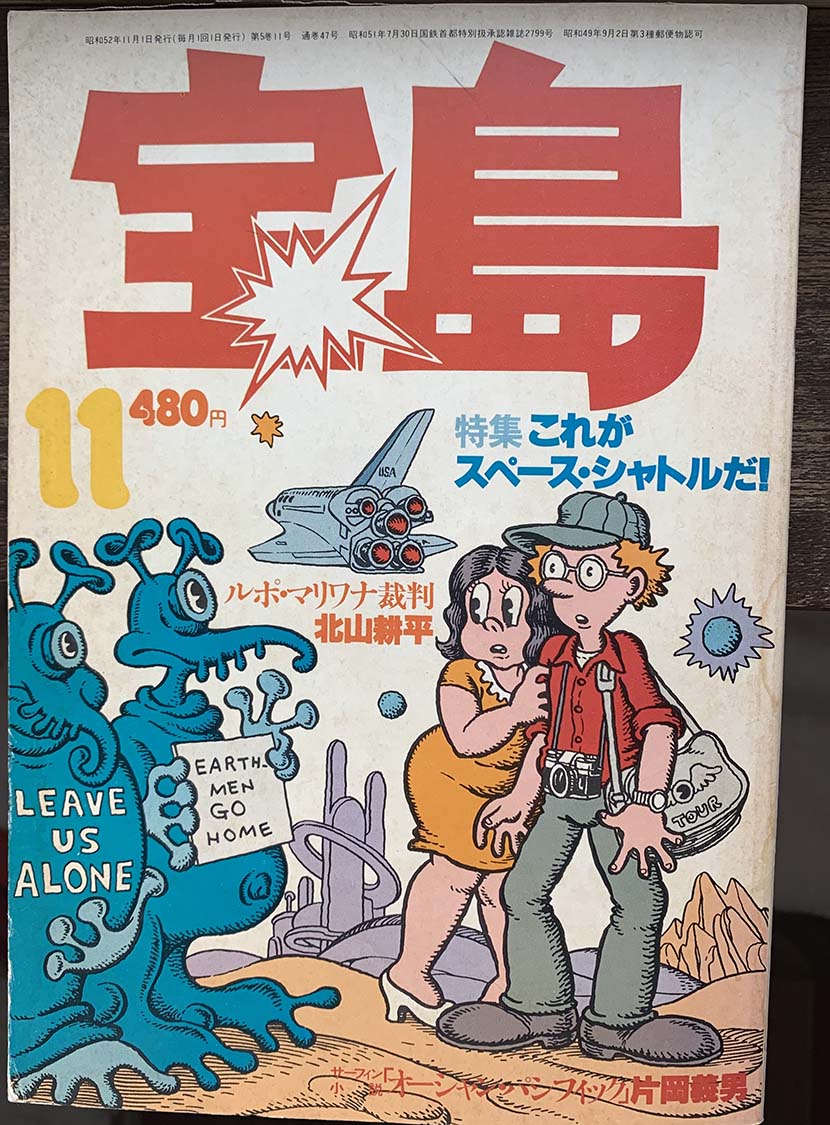 昭和52年11月1日発行(毎月1回1日発行) 第5巻11号 通巻47号 昭和51年7月30日国鉄首都特別扱承認雑誌2799号 昭和49年9月2日第3種郵便物認可
宝島
11
480円
特集 これが
スペース・シャトルだ!
USA
ルポ・マリワナ裁判
北山耕平
EARTH-
MEN
GO
HOME
LEAVE
US
ALONE
TOUR
サーフィン小説「オーシャン・パシフィック」片岡義男